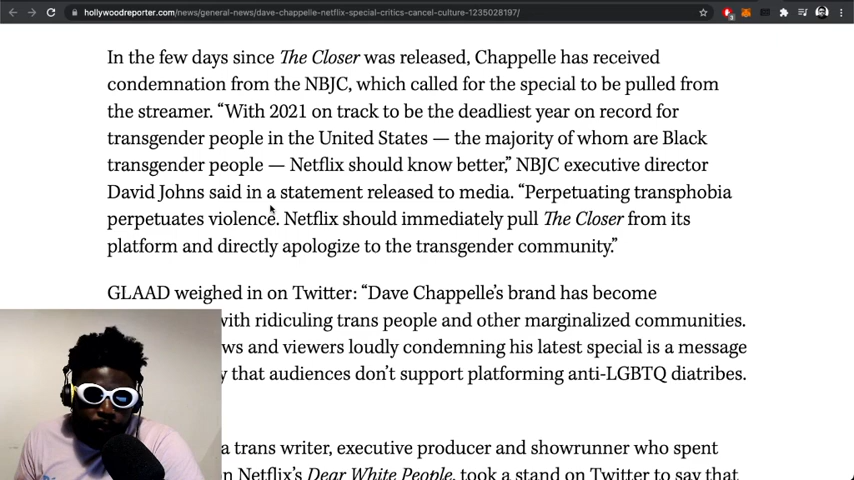 hollywoodreporter.com/news/general-news/dave-chappelle-netflix-special-critics-cancel-culture-1235028197/
In the few days since The Closer was released, Chappelle has received
condemnation from the NBJC, which called for the special to be pulled from
the streamer. “With 2021 on track to be the deadliest year on record for
transgender people in the United States — the majority of whom are Black
transgender people — Netflix should know better,” NBJC executive director
David Johns said in a statement released to media. “Perpetuating transphobia
perpetuates violence. Netflix should immediately pull The Closer from its
platform and directly apologize to the transgender community.”
GLAAD weighed in on Twitter: “Dave Chappelle’s brand has become
with ridiculing trans people and other marginalized communities.
ws and viewers loudly condemning his latest special is a message
y that audiences don’t support platforming anti-LGBTQ diatribes.
a trans writer, executive producer and showrunner who spent
n Netflix’s Dear White People, took a stand on Twitter to say that